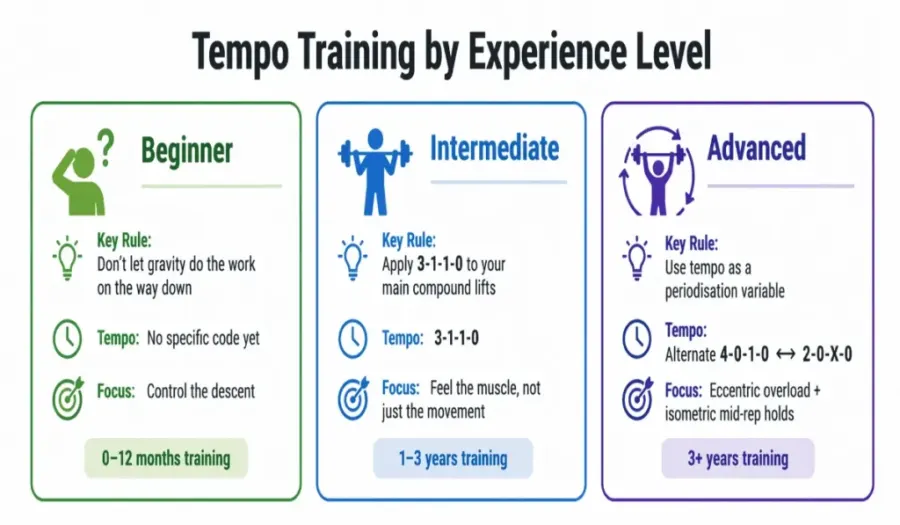 Tempo Training by Experience Level
?
Beginner
Key Rule:
Don't let gravity do the work
on the way down
Tempo: No specific code yet
Focus: Control the descent
0–12 months training
Intermediate
Key Rule:
Apply 3-1-1-0 to your
main compound lifts
Tempo: 3-1-1-0
Focus: Feel the muscle, not
just the movement
1–3 years training
Advanced
Key Rule:
Use tempo as a
periodisation variable
Tempo:
Alternate 4-0-1-0 ↔ 2-0-X-0
Focus: Eccentric overload +
isometric mid-rep holds
3+ years training